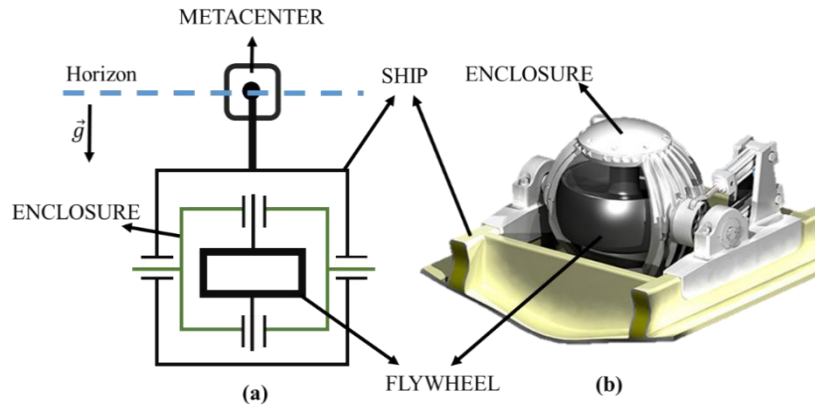 METACENTER
Horizon
SHIP
ENCLOSURE
g⃗
ENCLOSURE
FLYWHEEL
(a)
(b)